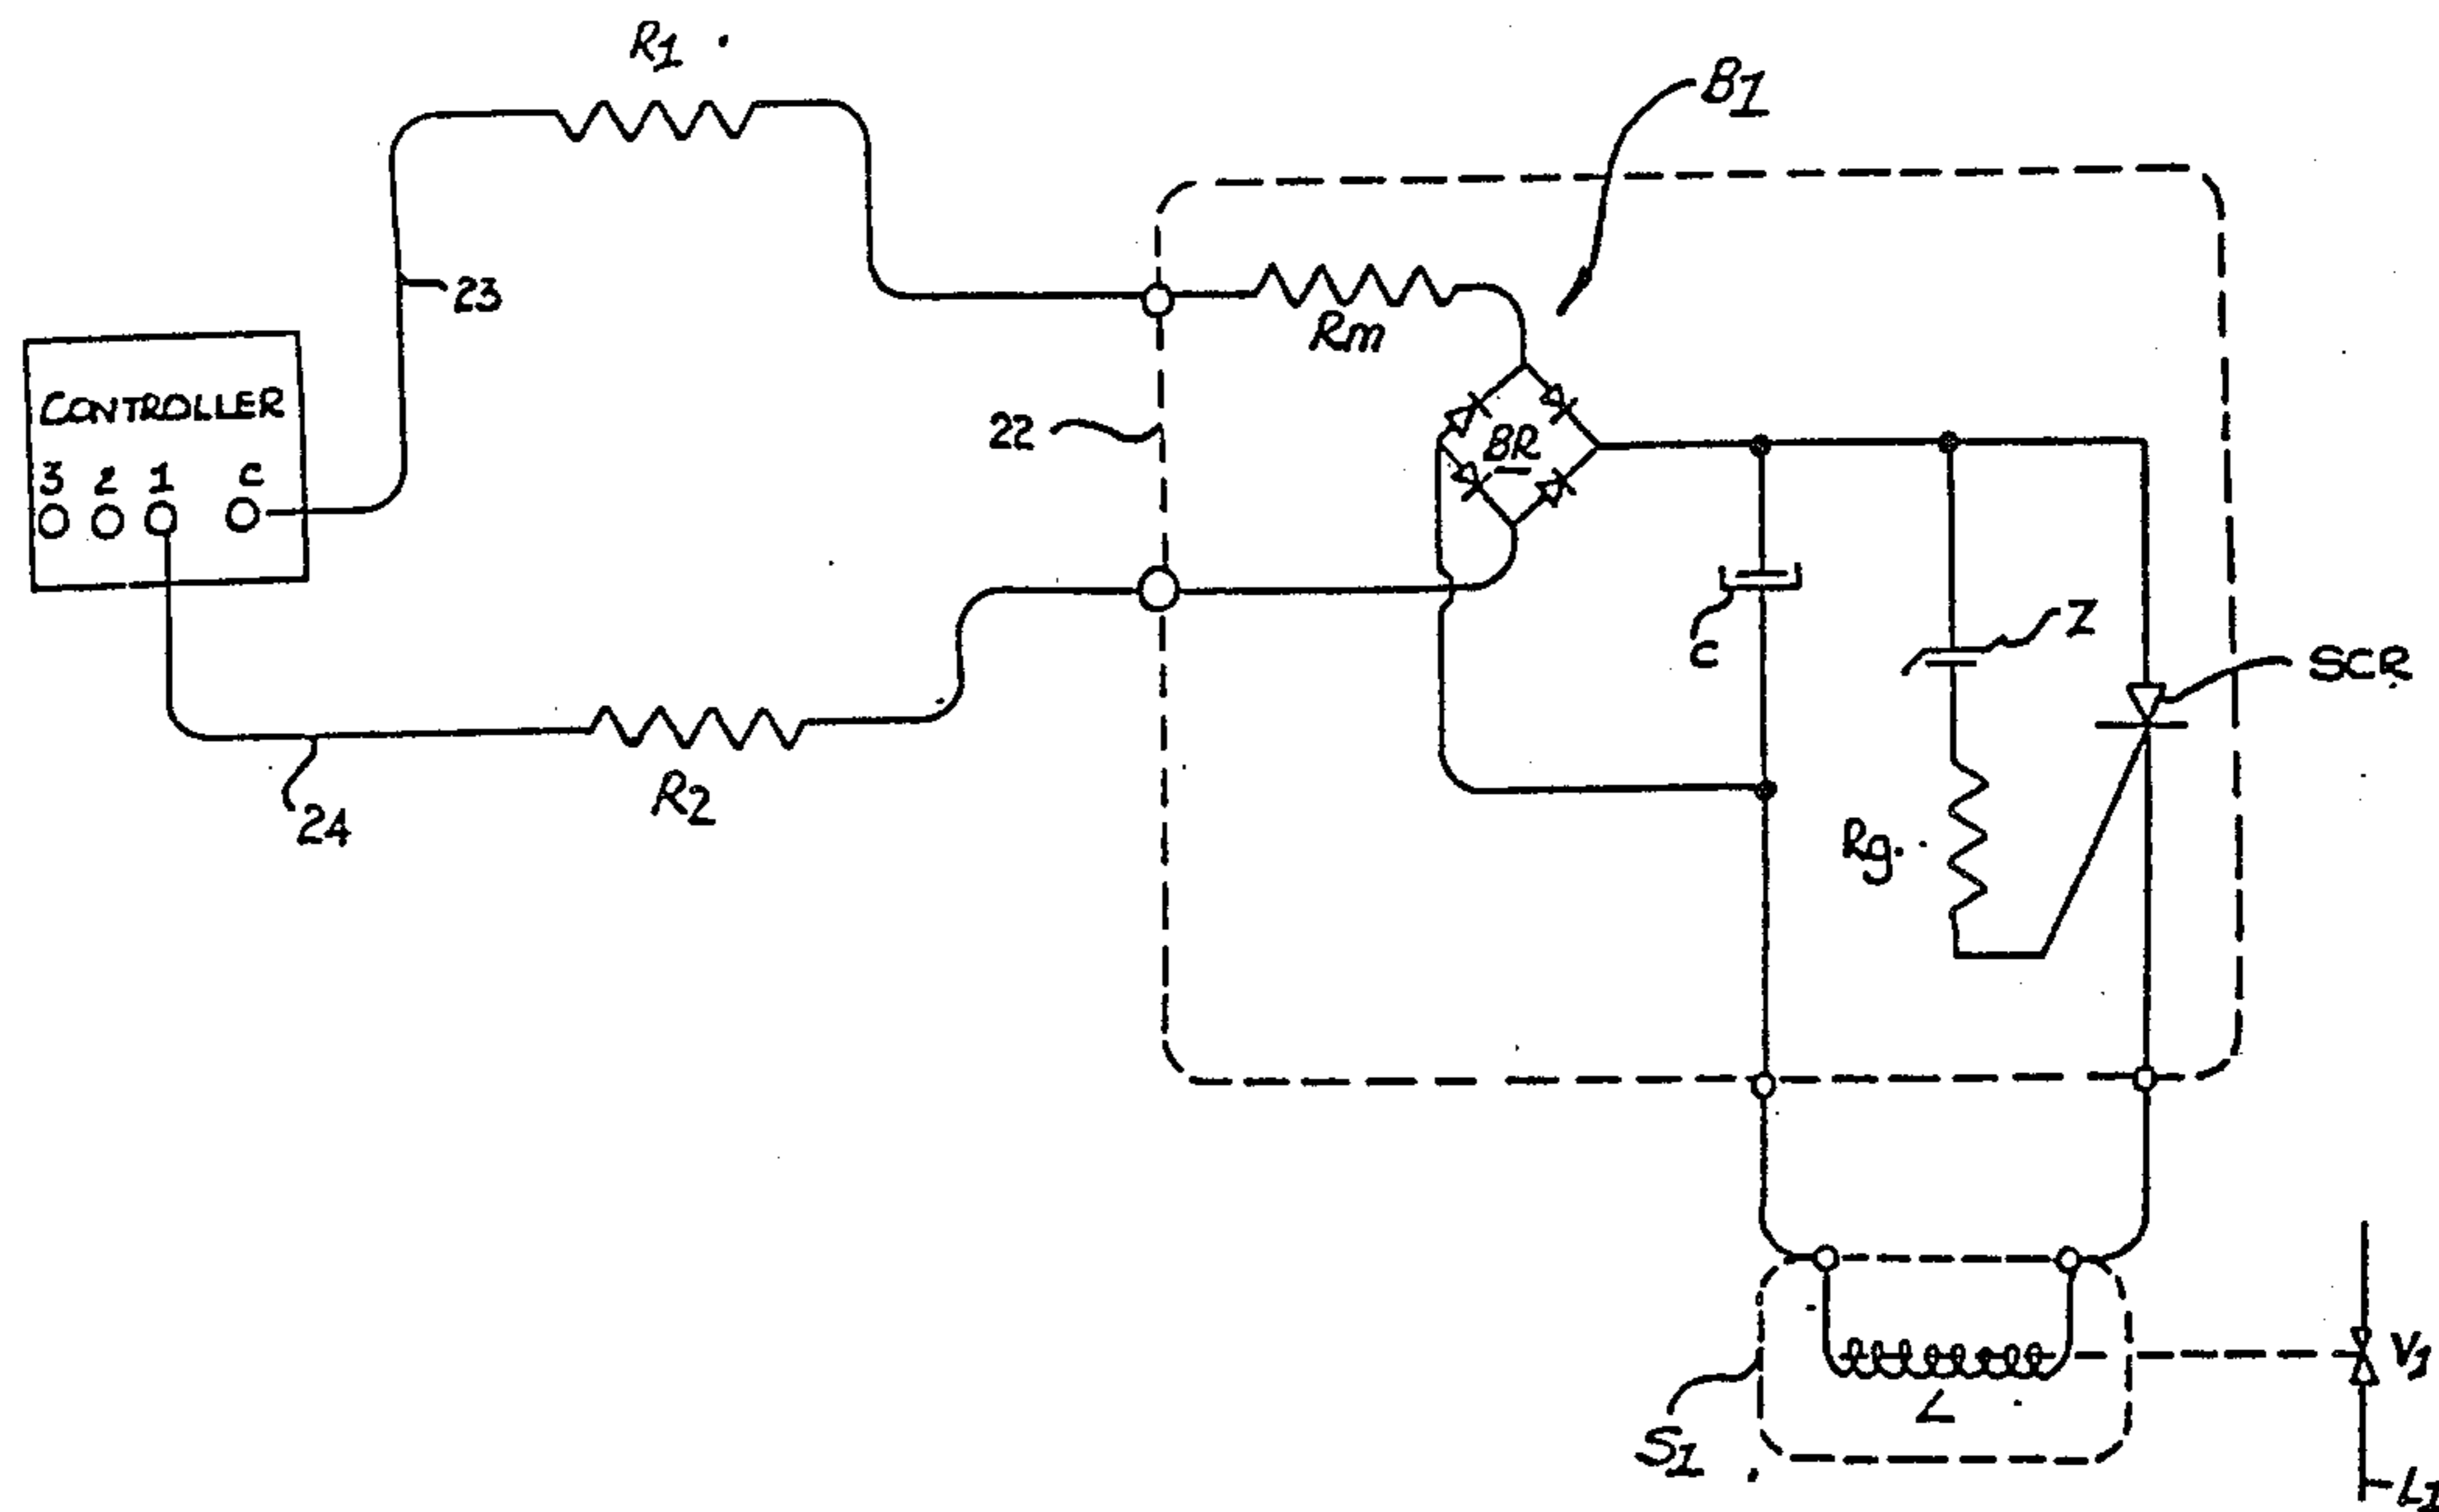 R1
B1
23
Rm
CONTROLLER
3 2 1 C
22
BR
C
Z
SCR
24
R2
Rg.
V1
L
S1
L1